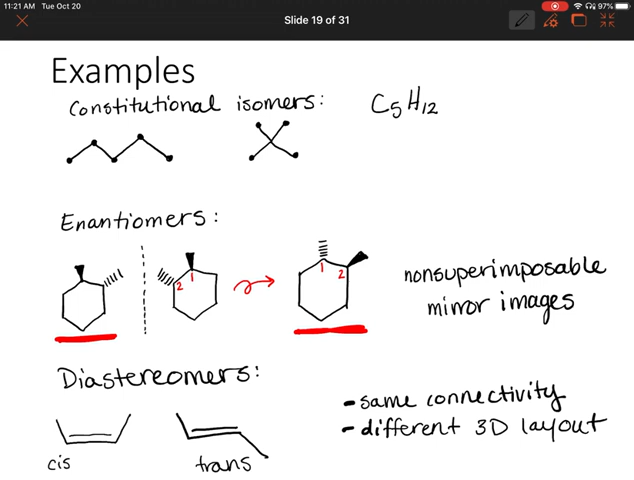 11:21 AM Tue Oct 20
97%
Slide 19 of 31
Examples
Constitutional isomers: C5H12
Enantiomers:
2 1
1 2
nonsuperimposable
mirror images
Diastereomers:
- same connectivity
- different 3D layout
cis
trans